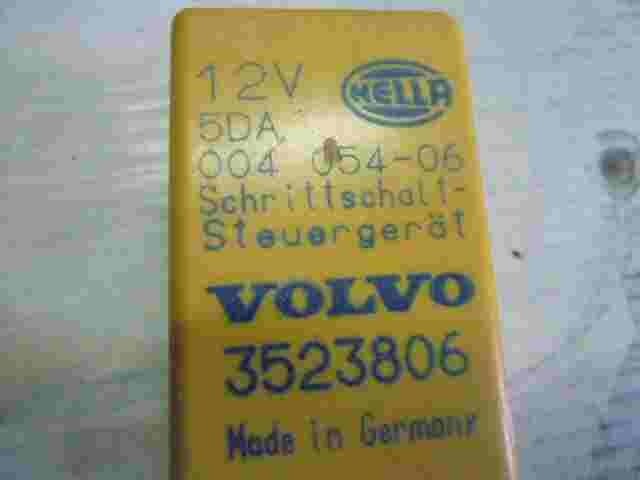 12V HELLA
5DA
004 054-06
Schrittschalt-
Steuergerät
VOLVO
3523806
Made in Germany